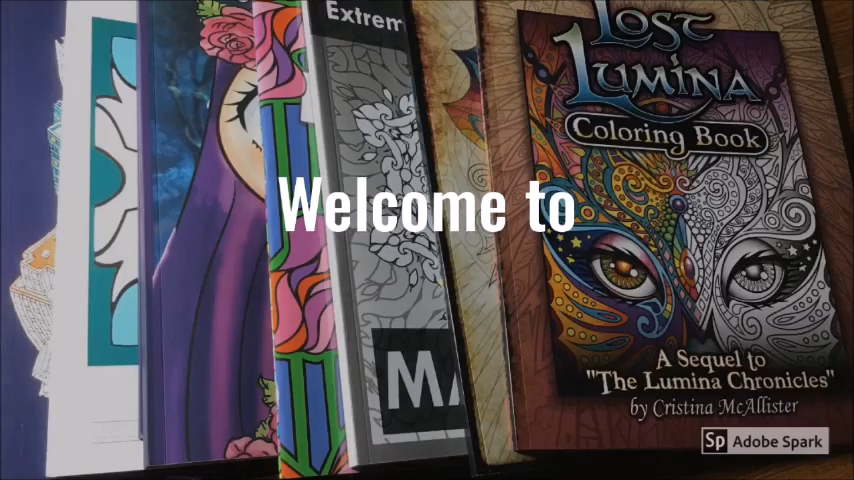 Extrem
Lost
Lumina
Coloring Book
Welcome to
MA
A Sequel to
"The Lumina Chronicles"
by Cristina McAllister
Sp Adobe Spark